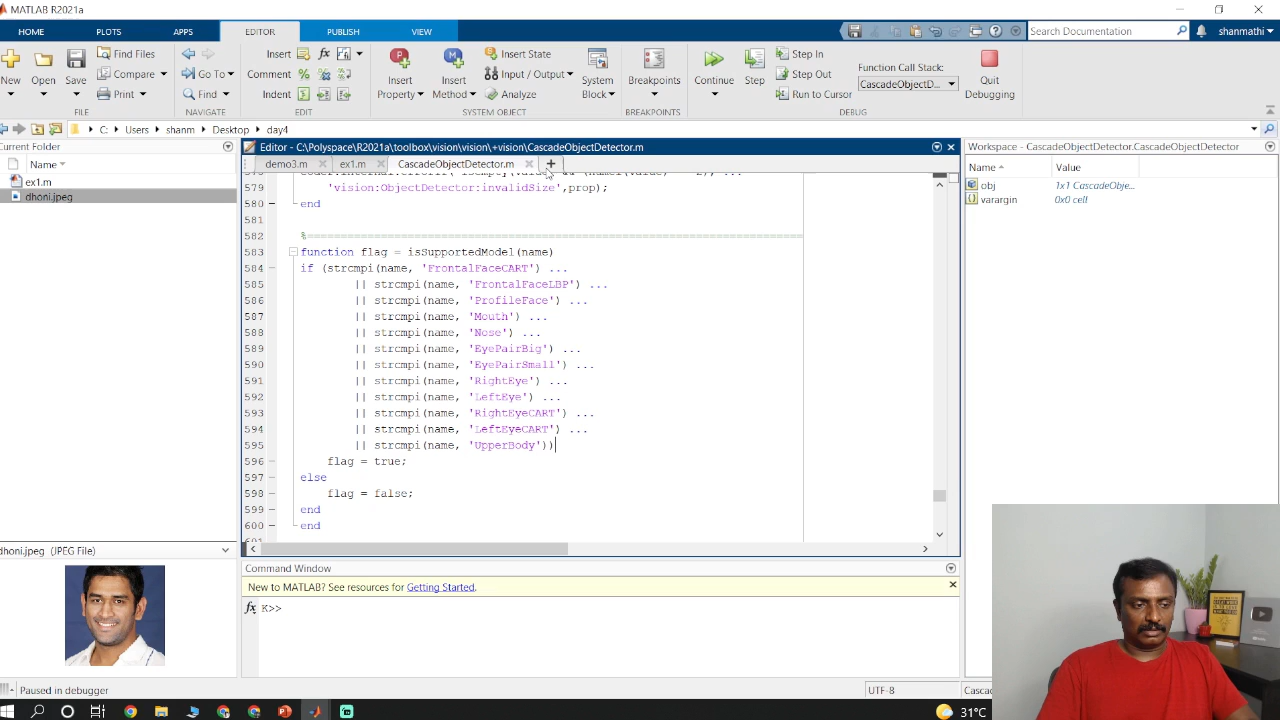 MATLAB R2021a
HOME PLOTS APPS EDITOR PUBLISH VIEW Search Documentation shanmathi
New Open Save Find Files Compare Print
Go To Find
Insert Comment Indent
Insert Property Insert Method Insert State Input / Output Analyze System Block
Breakpoints
Continue Step Step In Step Out Run to Cursor Function Call Stack: CascadeObjectD... Quit Debugging
FILE NAVIGATE EDIT SYSTEM OBJECT BREAKPOINTS DEBUG
C: Users shanm Desktop day4
Current Folder
Name
ex1.m
dhoni.jpeg
Editor - C:\Polyspace\R2021a\toolbox\vision\vision\+vision\CascadeObjectDetector.m
demo3.m ex1.m CascadeObjectDetector.m
579 'vision:ObjectDetector:invalidSize',prop);
580 end
581
582 %==========================================================================
583 function flag = isSupportedModel(name)
584 if (strcmpi(name, 'FrontalFaceCART') ...
585 || strcmpi(name, 'FrontalFaceLBP') ...
586 || strcmpi(name, 'ProfileFace') ...
587 || strcmpi(name, 'Mouth') ...
588 || strcmpi(name, 'Nose') ...
589 || strcmpi(name, 'EyePairBig') ...
590 || strcmpi(name, 'EyePairSmall') ...
591 || strcmpi(name, 'RightEye') ...
592 || strcmpi(name, 'LeftEye') ...
593 || strcmpi(name, 'RightEyeCART') ...
594 || strcmpi(name, 'LeftEyeCART') ...
595 || strcmpi(name, 'UpperBody'))
596 flag = true;
597 else
598 flag = false;
599 end
600 end
Workspace - CascadeObjectDetector:CascadeObjectDetector
Name Value
obj 1x1 CascadeObje...
varargin 0x0 cell
dhoni.jpeg (JPEG File)
Command Window
New to MATLAB? See resources for Getting Started.
fx K>>
Paused in debugger UTF-8
31°C